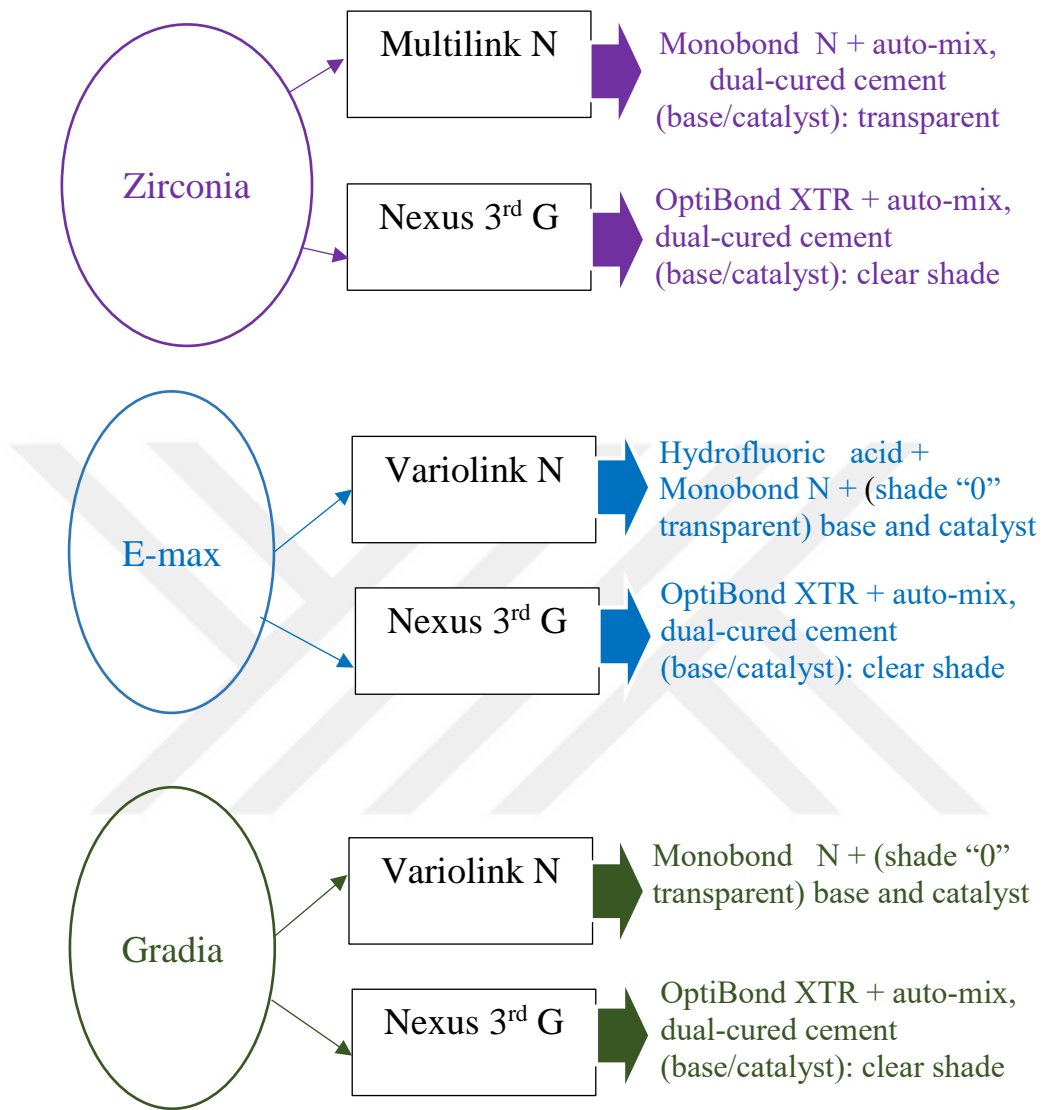 Zirconia
Multilink N
Monobond N + auto-mix,
dual-cured cement
(base/catalyst): transparent
Nexus 3rd G
OptiBond XTR + auto-mix,
dual-cured cement
(base/catalyst): clear shade
E-max
Variolink N
Hydrofluoric acid +
Monobond N + (shade “0”
transparent) base and catalyst
Nexus 3rd G
OptiBond XTR + auto-mix,
dual-cured cement
(base/catalyst): clear shade
Gradia
Variolink N
Monobond N + (shade “0”
transparent) base and catalyst
Nexus 3rd G
OptiBond XTR + auto-mix,
dual-cured cement
(base/catalyst): clear shade